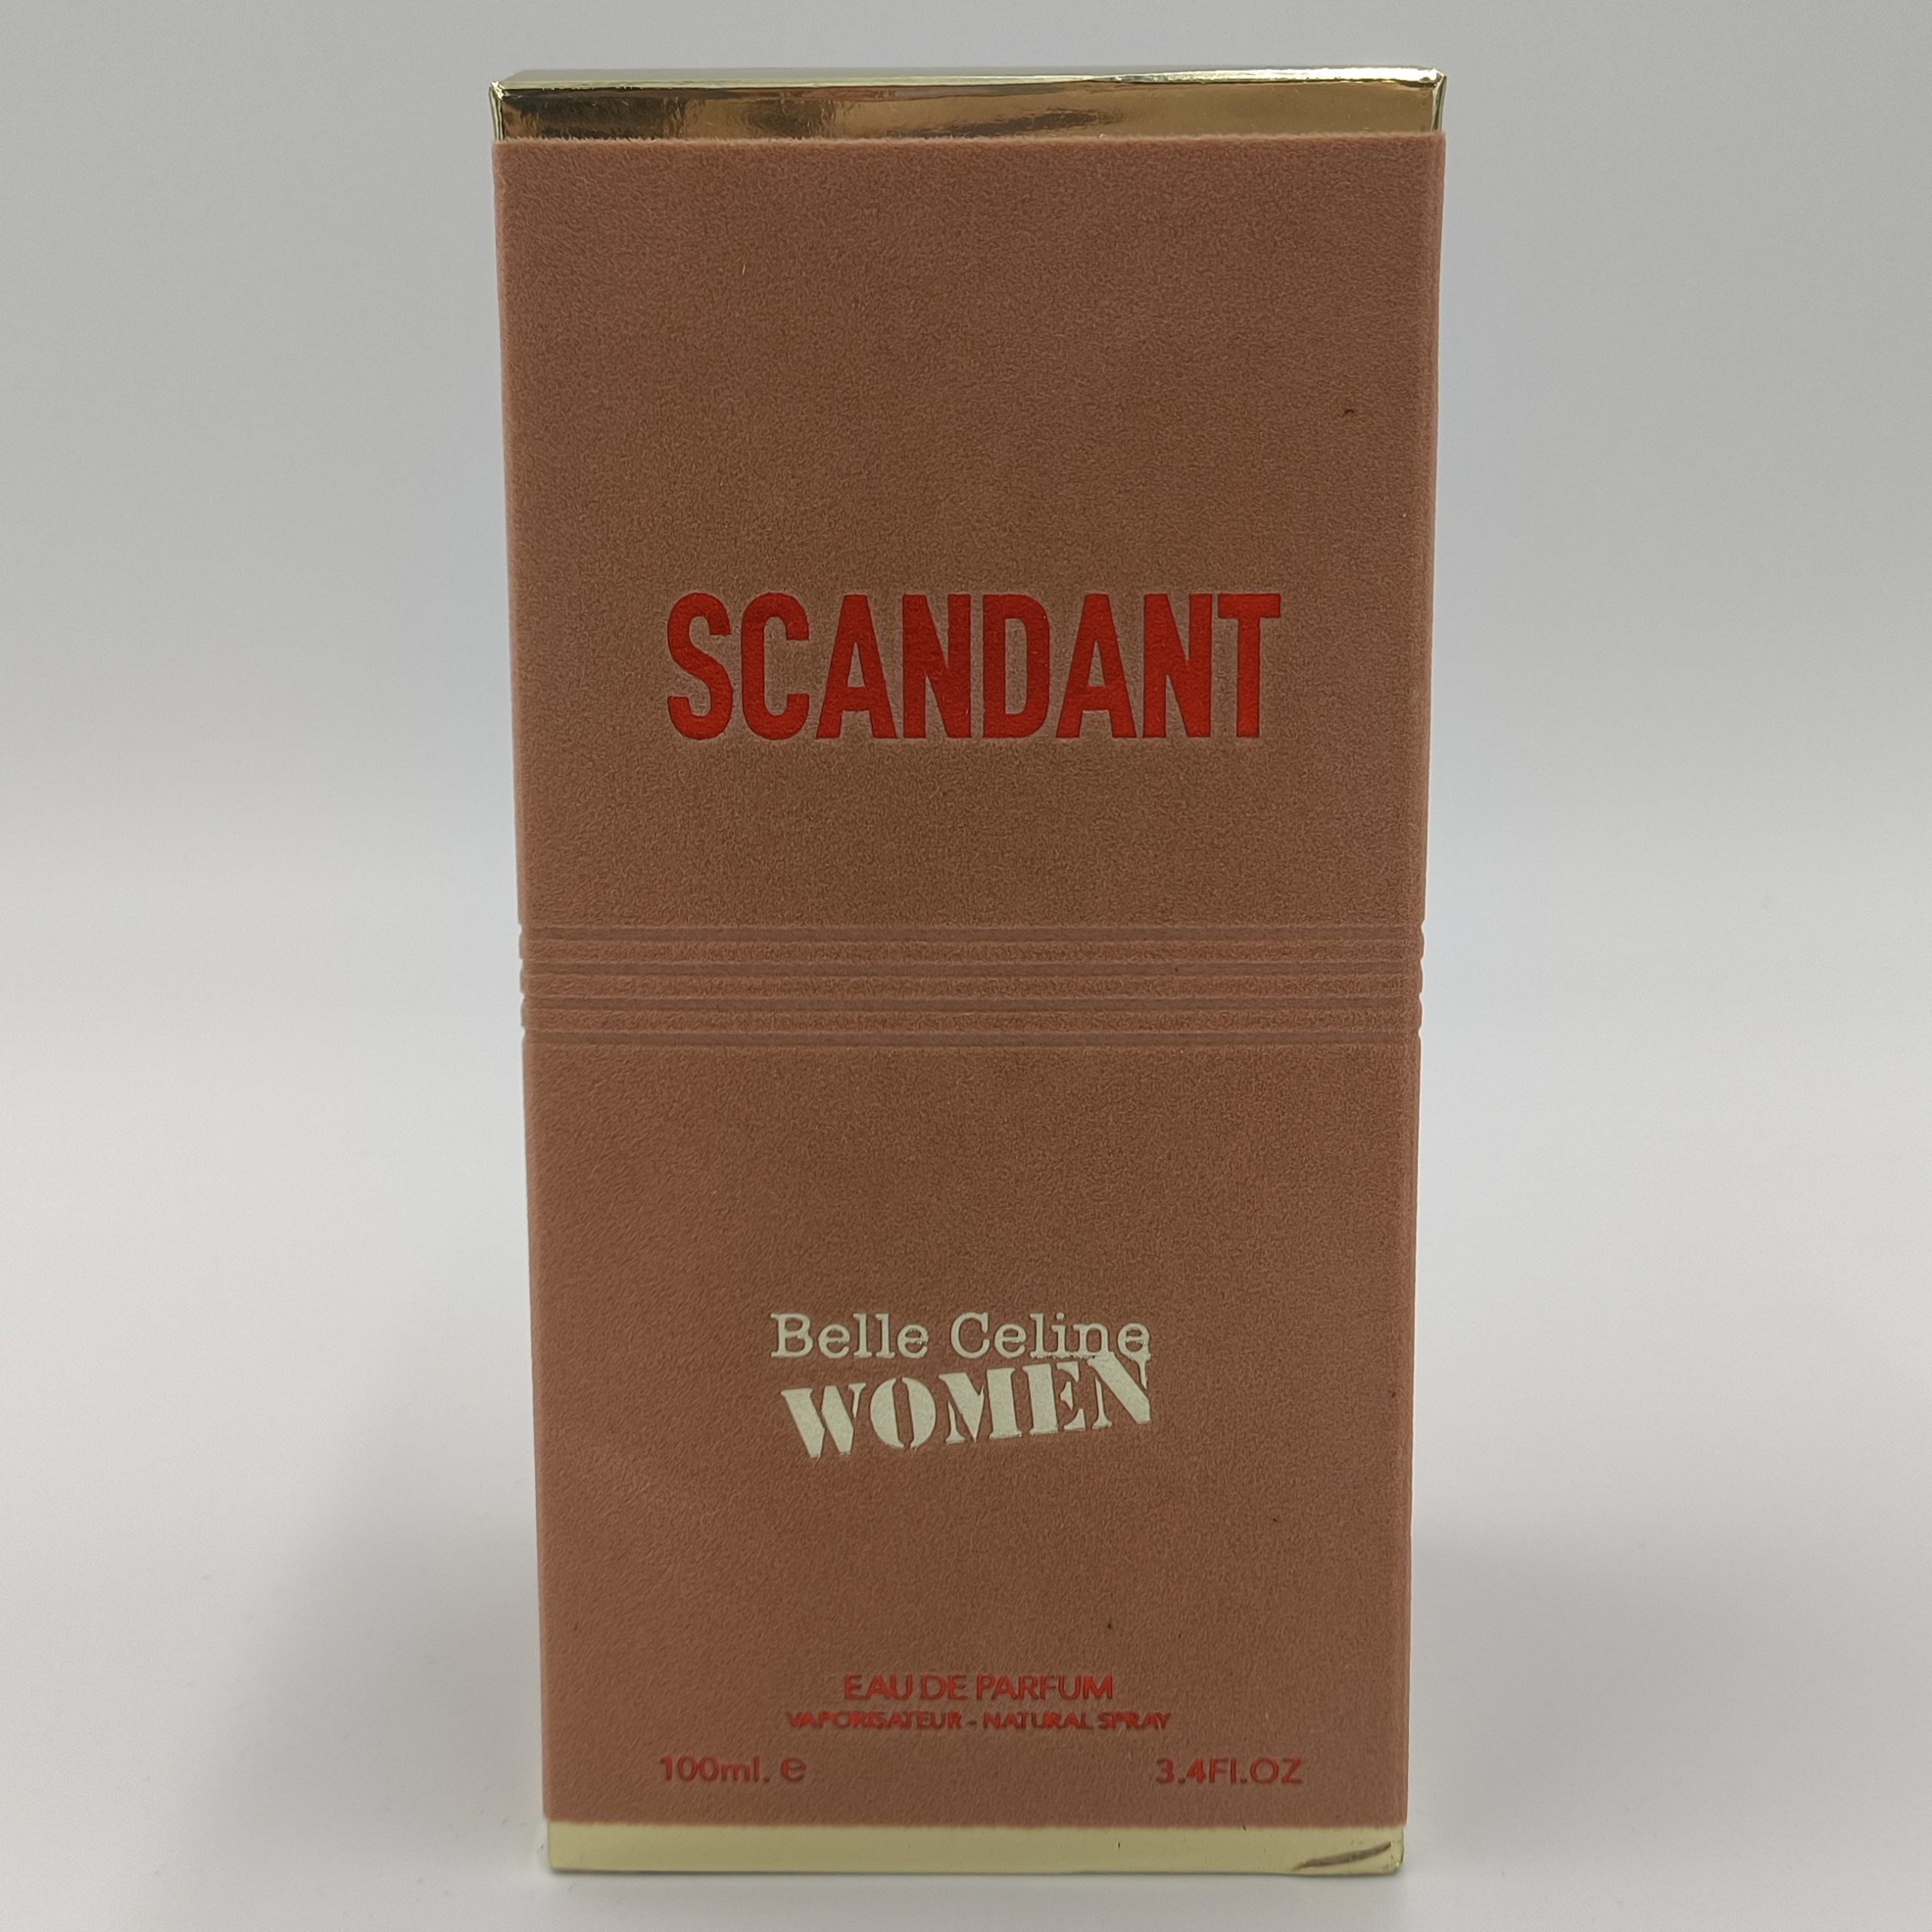 SCANDANT
Belle Celine
WOMEN
EAU DE PARFUM
VAPORISATEUR - NATURAL SPRAY
100ml. e 3.4Fl.OZ